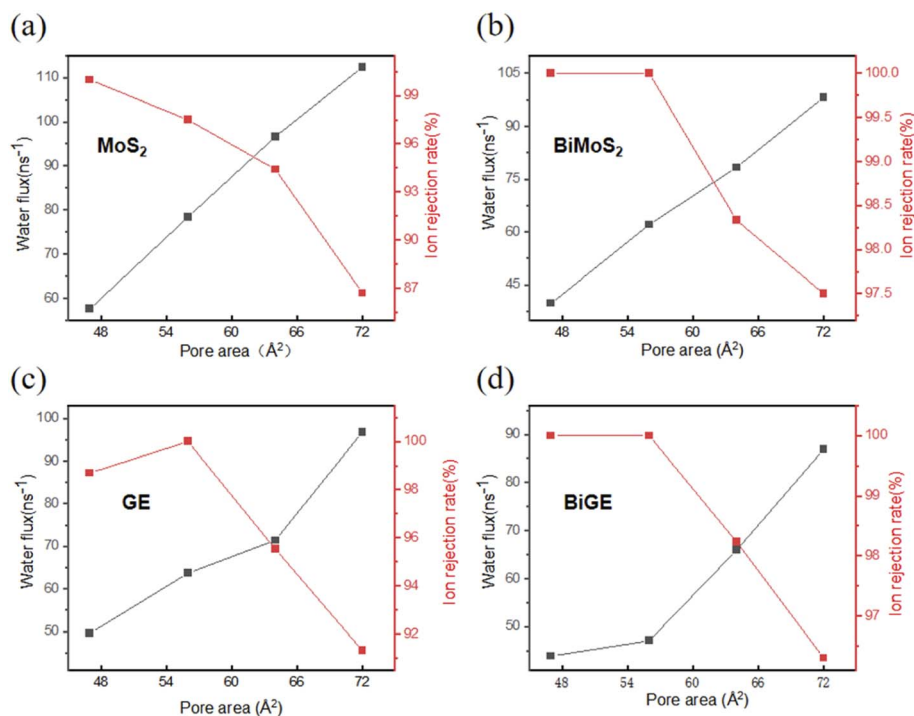 (a)
110
100
90
80
70
60
Water flux(ns⁻¹)
MoS₂
99
96
93
90
87
Ion rejection rate(%)
48 54 60 66 72
Pore area（Å²）
(b)
105
90
75
60
45
Water flux(ns⁻¹)
BiMoS₂
100.0
99.5
99.0
98.5
98.0
97.5
Ion rejection rate(%)
48 54 60 66 72
Pore area (Å²)
(c)
100
90
80
70
60
50
Water flux(ns⁻¹)
GE
100
98
96
94
92
Ion rejection rate(%)
48 54 60 66 72
Pore area (Å²)
(d)
90
80
70
60
50
Water flux(ns⁻¹)
BiGE
100
99
98
97
Ion rejection rate(%)
48 54 60 66 72
Pore area (Å²)